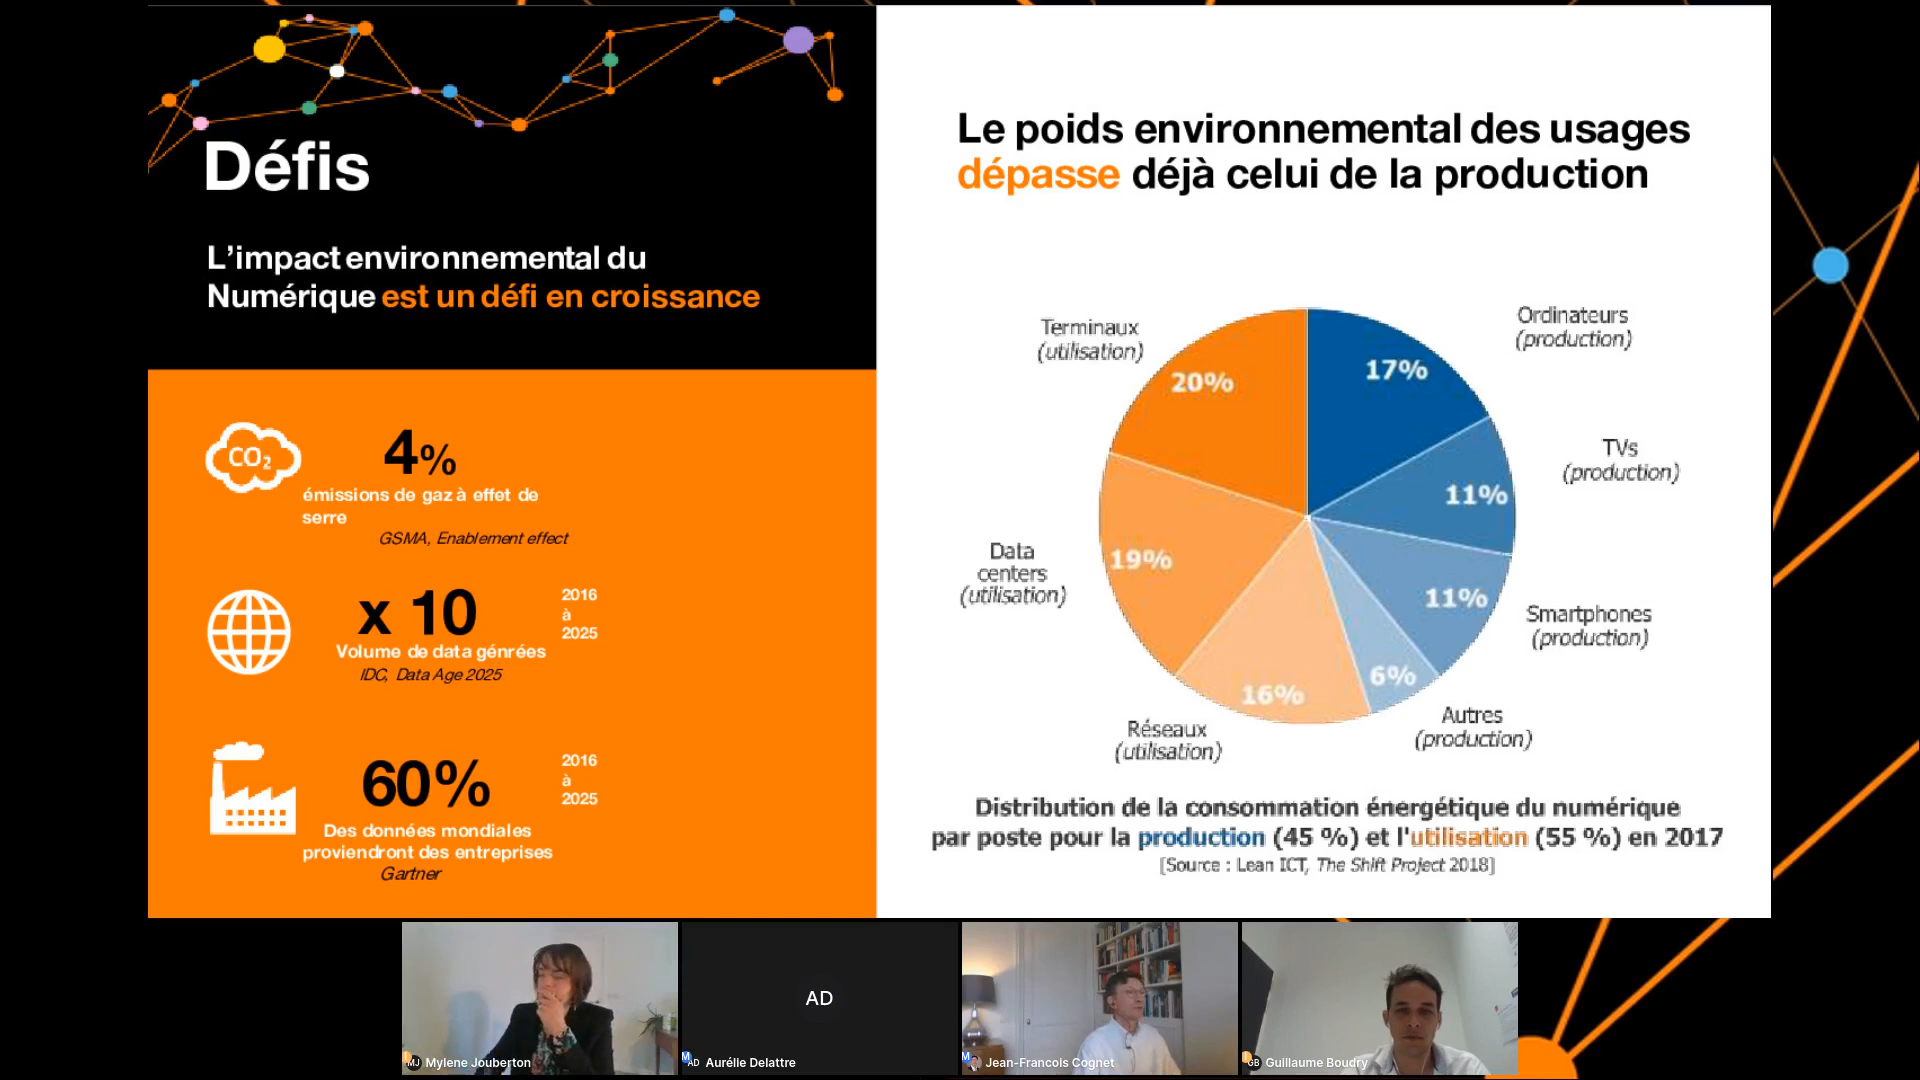 Défis
L’impact environnemental du
Numérique est un défi en croissance
CO2
4%
émissions de gaz à effet de
serre
GSMA, Enablement effect
x 10
Volume de data génrées
IDC, Data Age 2025
2016
à
2025
60%
Des données mondiales
proviendront des entreprises
Gartner
2016
à
2025
Le poids environnemental des usages
dépasse déjà celui de la production
Terminaux
(utilisation)
20%
17%
Ordinateurs
(production)
TVs
(production)
11%
Data
centers
(utilisation)
19%
11%
Smartphones
(production)
16%
6%
Réseaux
(utilisation)
Autres
(production)
Distribution de la consommation énergétique du numérique
par poste pour la production (45 %) et l'utilisation (55 %) en 2017
[Source : Lean ICT, The Shift Project 2018]
MJ Mylene Jouberton
AD
M AD Aurélie Delattre
M Jean-Francois Cognet
GB Guillaume Boudry